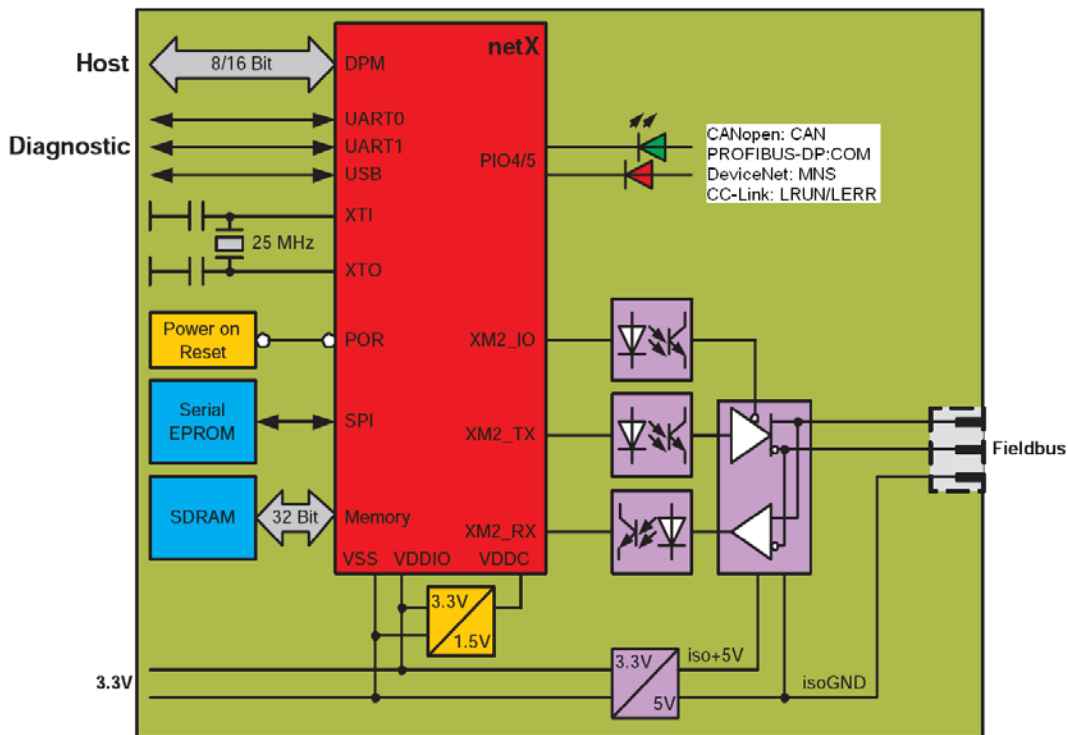 netX
Host
8/16 Bit
DPM
UART0
Diagnostic
UART1
USB
PIO4/5
CANopen: CAN
PROFIBUS-DP:COM
DeviceNet: MNS
CC-Link: LRUN/LERR
XTI
25 MHz
XTO
Power on
Reset
POR
XM2_IO
Serial
EPROM
SPI
XM2_TX
Fieldbus
SDRAM
32 Bit
Memory
XM2_RX
VSS
VDDIO
VDDC
3.3V
1.5V
3.3V
5V
iso+5V
isoGND
3.3V